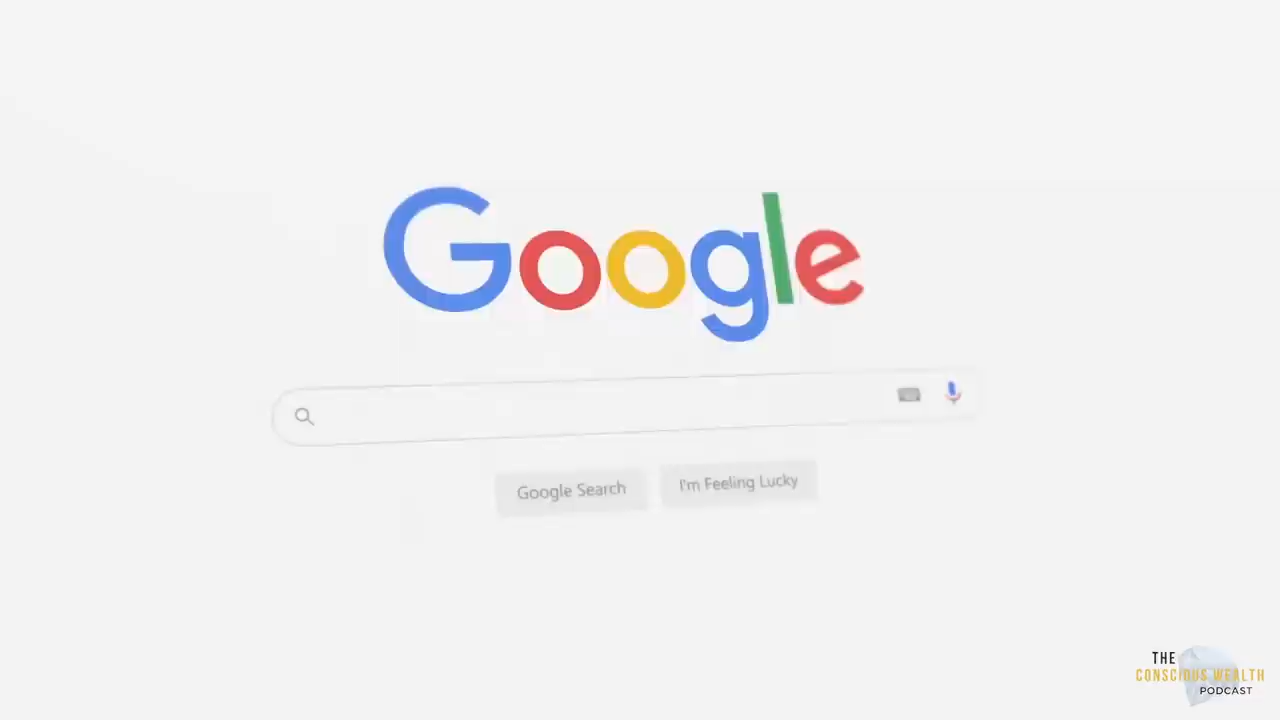 Google
Google Search
I'm Feeling Lucky
THE
CONSCIOUS WEALTH
PODCAST